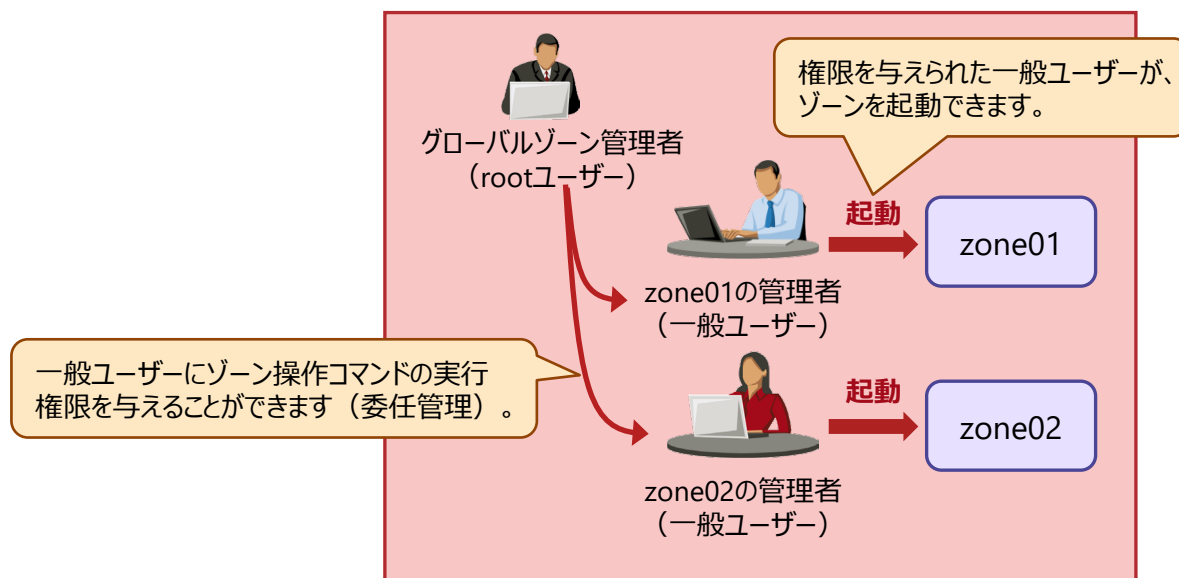 権限を与えられた一般ユーザーが、
ゾーンを起動できます。
グローバルゾーン管理者
（rootユーザー）
起動
zone01
zone01の管理者
（一般ユーザー）
一般ユーザーにゾーン操作コマンドの実行
権限を与えることができます（委任管理）。
起動
zone02
zone02の管理者
（一般ユーザー）